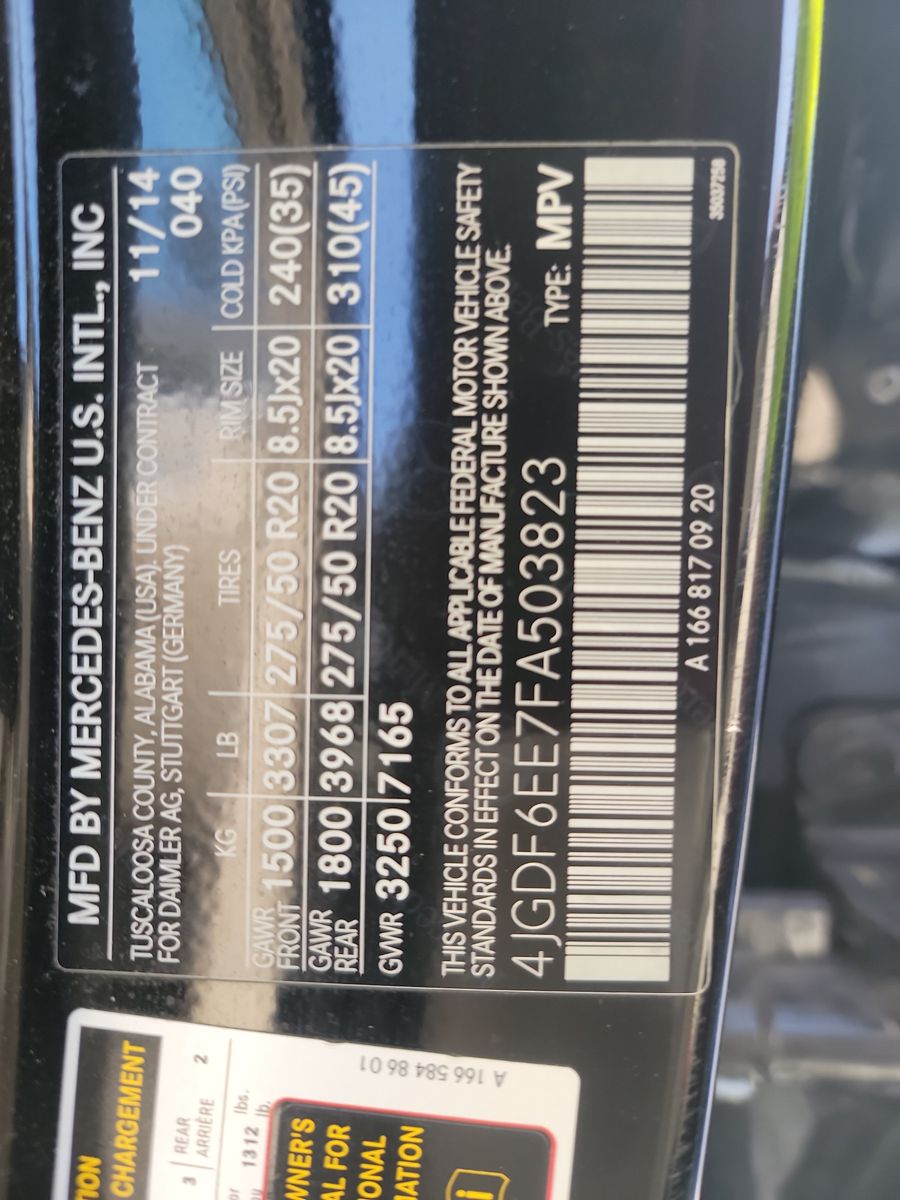 MFD BY MERCEDES-BENZ U.S. INTL., INC
TUSCALOOSA COUNTY, ALABAMA (USA). UNDER CONTRACT 11/14
FOR DAIMLER AG, STUTTGART (GERMANY) 040
KG LB TIRES RIM SIZE COLD KPA (PSI)
GAWR FRONT 1500 3307 275/50 R20 8.5Jx20 240(35)
GAWR REAR 1800 3968 275/50 R20 8.5Jx20 310(45)
GVWR 3250 7165
THIS VEHICLE CONFORMS TO ALL APPLICABLE FEDERAL MOTOR VEHICLE SAFETY
STANDARDS IN EFFECT ON THE DATE OF MANUFACTURE SHOWN ABOVE.
4JGDF6EE7FA503823 TYPE: MPV
A 166 817 09 20
35037258
CHARGEMENT
3 REAR 2
ARRIÈRE
1312 lbs.
lb.
A 166 584 86 01
AL FOR